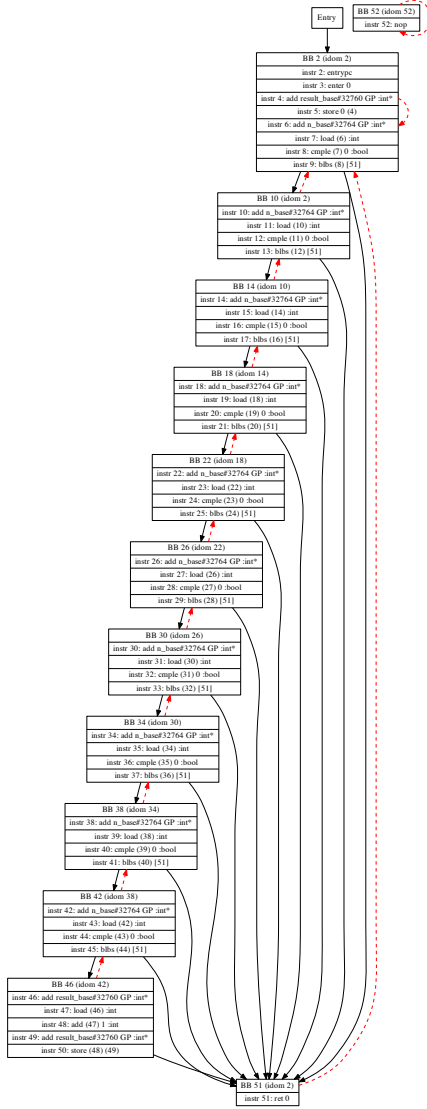 Entry
BB 52 (idom 52)
instr 52: nop
BB 2 (idom 2)
instr 2: entrypc
instr 3: enter 0
instr 4: add result_base#32760 GP :int*
instr 5: store 0 (4)
instr 6: add n_base#32764 GP :int*
instr 7: load (6) :int
instr 8: cmple (7) 0 :bool
instr 9: blbs (8) [51]
BB 10 (idom 2)
instr 10: add n_base#32764 GP :int*
instr 11: load (10) :int
instr 12: cmple (11) 0 :bool
instr 13: blbs (12) [51]
BB 14 (idom 10)
instr 14: add n_base#32764 GP :int*
instr 15: load (14) :int
instr 16: cmple (15) 0 :bool
instr 17: blbs (16) [51]
BB 18 (idom 14)
instr 18: add n_base#32764 GP :int*
instr 19: load (18) :int
instr 20: cmple (19) 0 :bool
instr 21: blbs (20) [51]
BB 22 (idom 18)
instr 22: add n_base#32764 GP :int*
instr 23: load (22) :int
instr 24: cmple (23) 0 :bool
instr 25: blbs (24) [51]
BB 26 (idom 22)
instr 26: add n_base#32764 GP :int*
instr 27: load (26) :int
instr 28: cmple (27) 0 :bool
instr 29: blbs (28) [51]
BB 30 (idom 26)
instr 30: add n_base#32764 GP :int*
instr 31: load (30) :int
instr 32: cmple (31) 0 :bool
instr 33: blbs (32) [51]
BB 34 (idom 30)
instr 34: add n_base#32764 GP :int*
instr 35: load (34) :int
instr 36: cmple (35) 0 :bool
instr 37: blbs (36) [51]
BB 38 (idom 34)
instr 38: add n_base#32764 GP :int*
instr 39: load (38) :int
instr 40: cmple (39) 0 :bool
instr 41: blbs (40) [51]
BB 42 (idom 38)
instr 42: add n_base#32764 GP :int*
instr 43: load (42) :int
instr 44: cmple (43) 0 :bool
instr 45: blbs (44) [51]
BB 46 (idom 42)
instr 46: add result_base#32760 GP :int*
instr 47: load (46) :int
instr 48: add (47) 1 :int
instr 49: add result_base#32760 GP :int*
instr 50: store (48) (49)
BB 51 (idom 2)
instr 51: ret 0